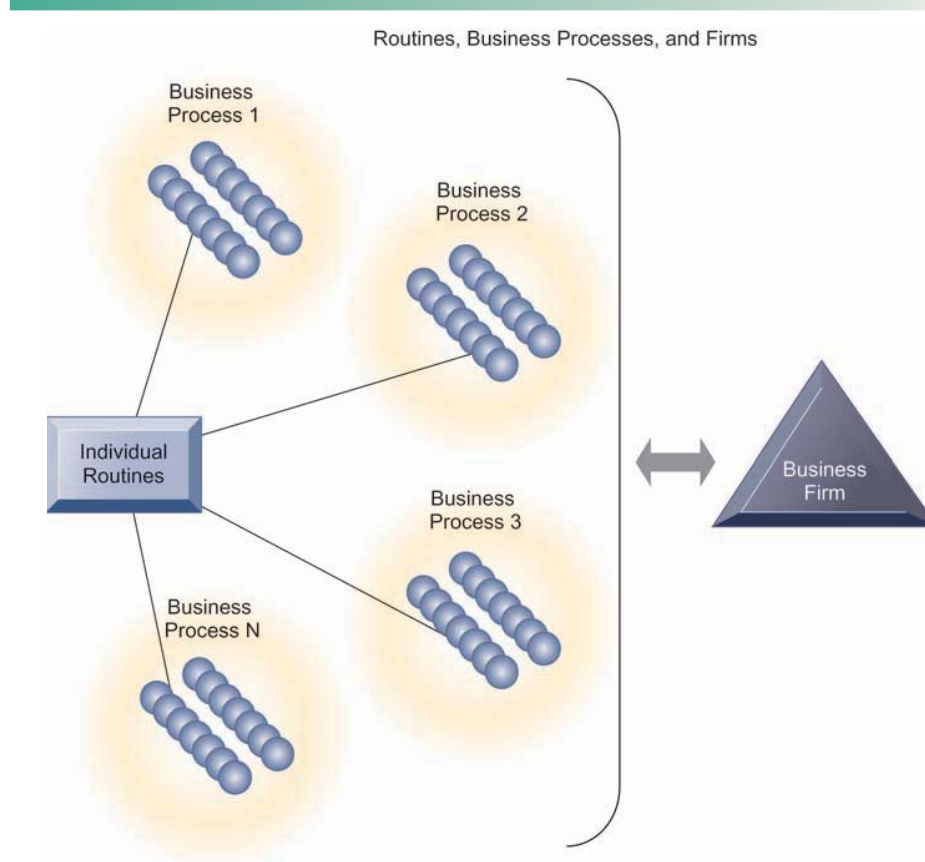 Routines, Business Processes, and Firms
Business
Process 1
Business
Process 2
Individual
Routines
Business
Firm
Business
Process 3
Business
Process N